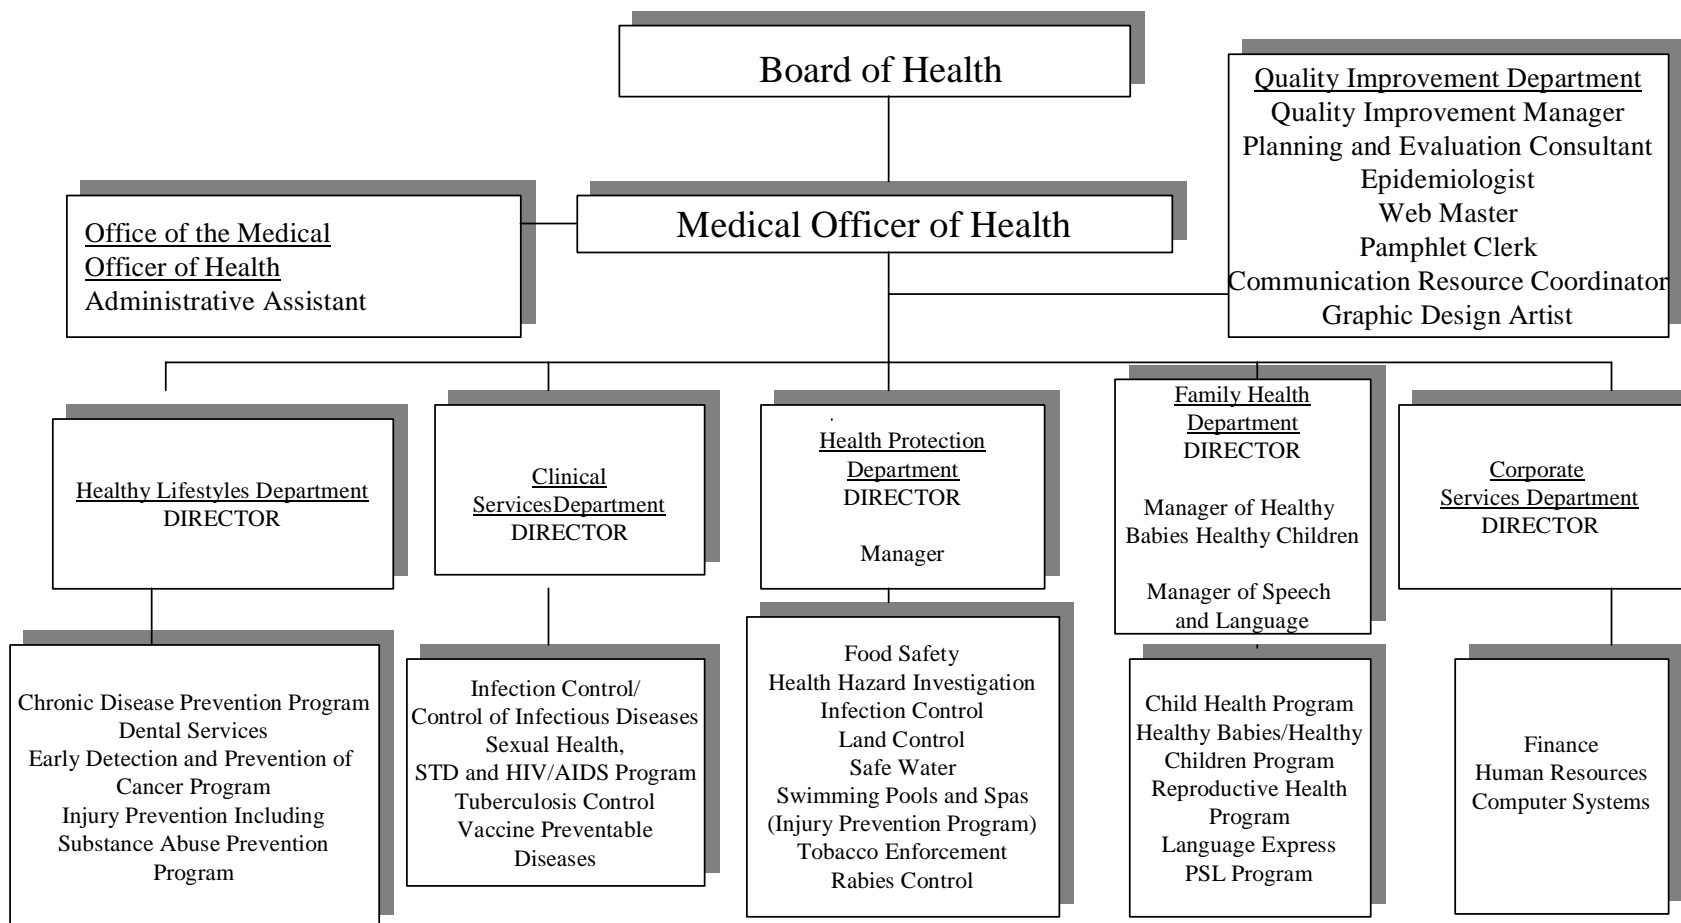 Board of Health
Quality Improvement Department
Quality Improvement Manager
Planning and Evaluation Consultant
Epidemiologist
Web Master
Pamphlet Clerk
Communication Resource Coordinator
Graphic Design Artist
Office of the Medical
Officer of Health
Administrative Assistant
Medical Officer of Health
Healthy Lifestyles Department
DIRECTOR
Clinical
ServicesDepartment
DIRECTOR
Health Protection
Department
DIRECTOR
Manager
Family Health
Department
DIRECTOR
Manager of Healthy
Babies Healthy Children
Manager of Speech
and Language
Corporate
Services Department
DIRECTOR
Chronic Disease Prevention Program
Dental Services
Early Detection and Prevention of
Cancer Program
Injury Prevention Including
Substance Abuse Prevention
Program
Infection Control/
Control of Infectious Diseases
Sexual Health,
STD and HIV/AIDS Program
Tuberculosis Control
Vaccine Preventable
Diseases
Food Safety
Health Hazard Investigation
Infection Control
Land Control
Safe Water
Swimming Pools and Spas
(Injury Prevention Program)
Tobacco Enforcement
Rabies Control
Child Health Program
Healthy Babies/Healthy
Children Program
Reproductive Health
Program
Language Express
PSL Program
Finance
Human Resources
Computer Systems